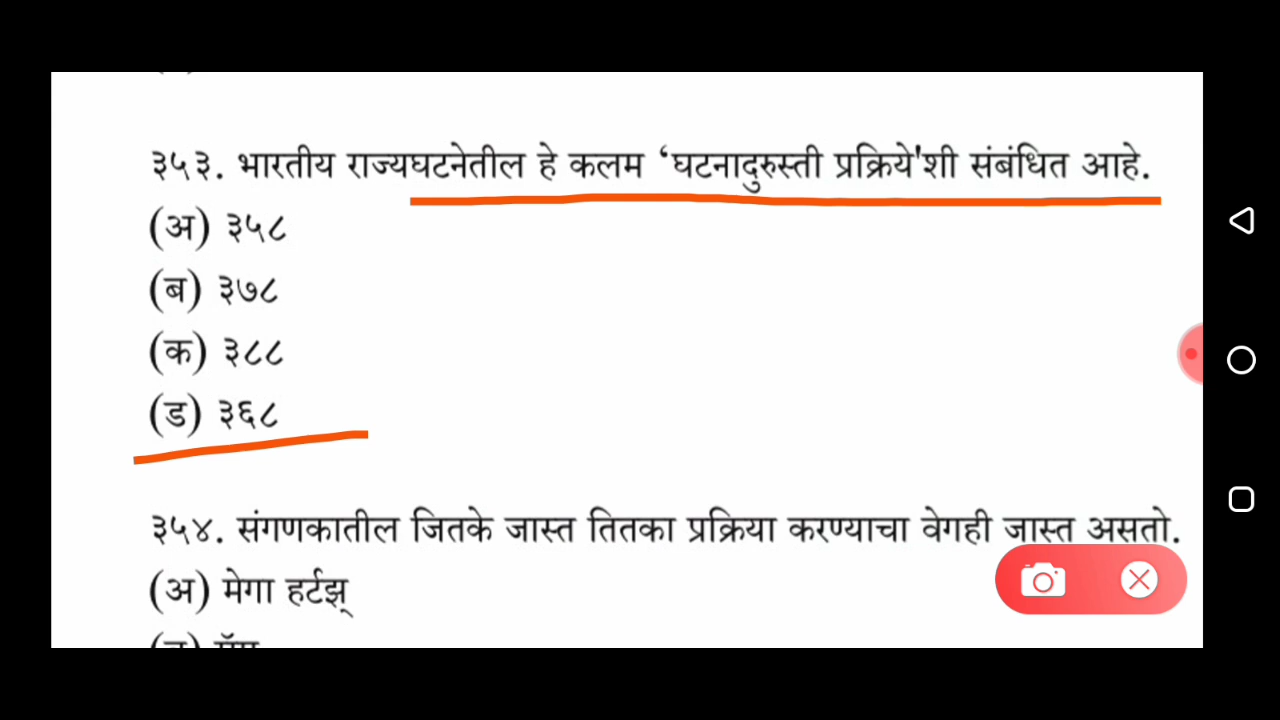 ३५३. भारतीय राज्यघटनेतील हे कलम ‘घटनादुरुस्ती प्रक्रिये'शी संबंधित आहे.
(अ) ३५८
(ब) ३७८
(क) ३८८
(ड) ३६८
३५४. संगणकातील जितके जास्त तितका प्रक्रिया करण्याचा वेगही जास्त असतो.
(अ) मेगा हर्टझ्